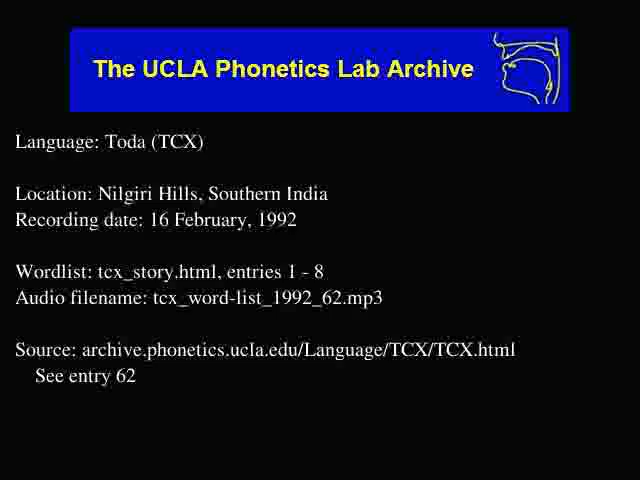 The UCLA Phonetics Lab Archive
Language: Toda (TCX)
Location: Nilgiri Hills, Southern India
Recording date: 16 February, 1992
Wordlist: tcx_story.html, entries 1 - 8
Audio filename: tcx_word-list_1992_62.mp3
Source: archive.phonetics.ucla.edu/Language/TCX/TCX.html
See entry 62